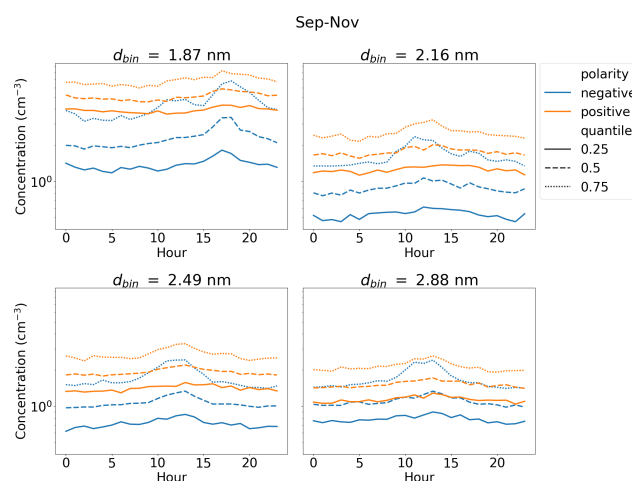 Sep-Nov
d_bin = 1.87 nm
d_bin = 2.16 nm
Concentration (cm⁻³)
10⁰
0 5 10 15 20
Hour
0 5 10 15 20
Hour
polarity
negative
positive
quantile
0.25
0.5
0.75
d_bin = 2.49 nm
d_bin = 2.88 nm
Concentration (cm⁻³)
10⁰
0 5 10 15 20
Hour
0 5 10 15 20
Hour